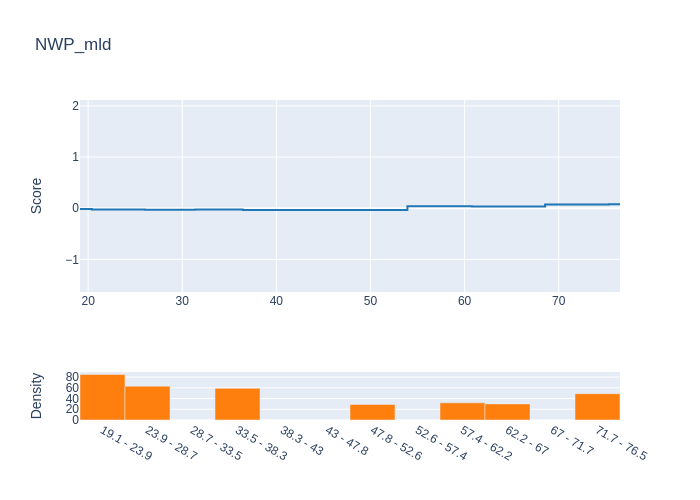 NWP_mld
2
1
0
−1
Score
20 30 40 50 60 70
80
60
40
20
0
Density
19.1 - 23.9
23.9 - 28.7
28.7 - 33.5
33.5 - 38.3
38.3 - 43
43 - 47.8
47.8 - 52.6
52.6 - 57.4
57.4 - 62.2
62.2 - 67
67 - 71.7
71.7 - 76.5